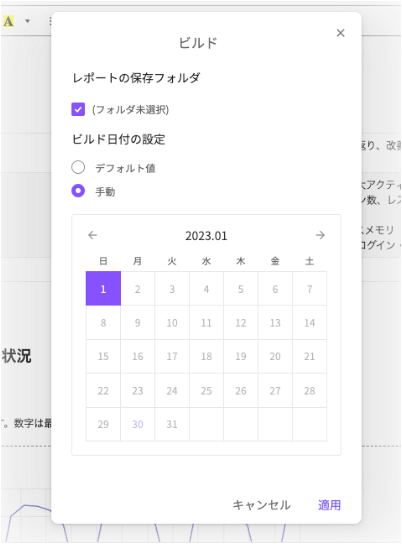 A
ビルド
レポートの保存フォルダ
(フォルダ未選択)
ビルド日付の設定
デフォルト値
手動
2023.01
日 月 火 水 木 金 土
1 2 3 4 5 6 7
8 9 10 11 12 13 14
15 16 17 18 19 20 21
22 23 24 25 26 27 28
29 30 31
キャンセル 適用
返り、改善
大アクティ
ン数、レス
スメモリ
ログイン・
状況
す。数字は最